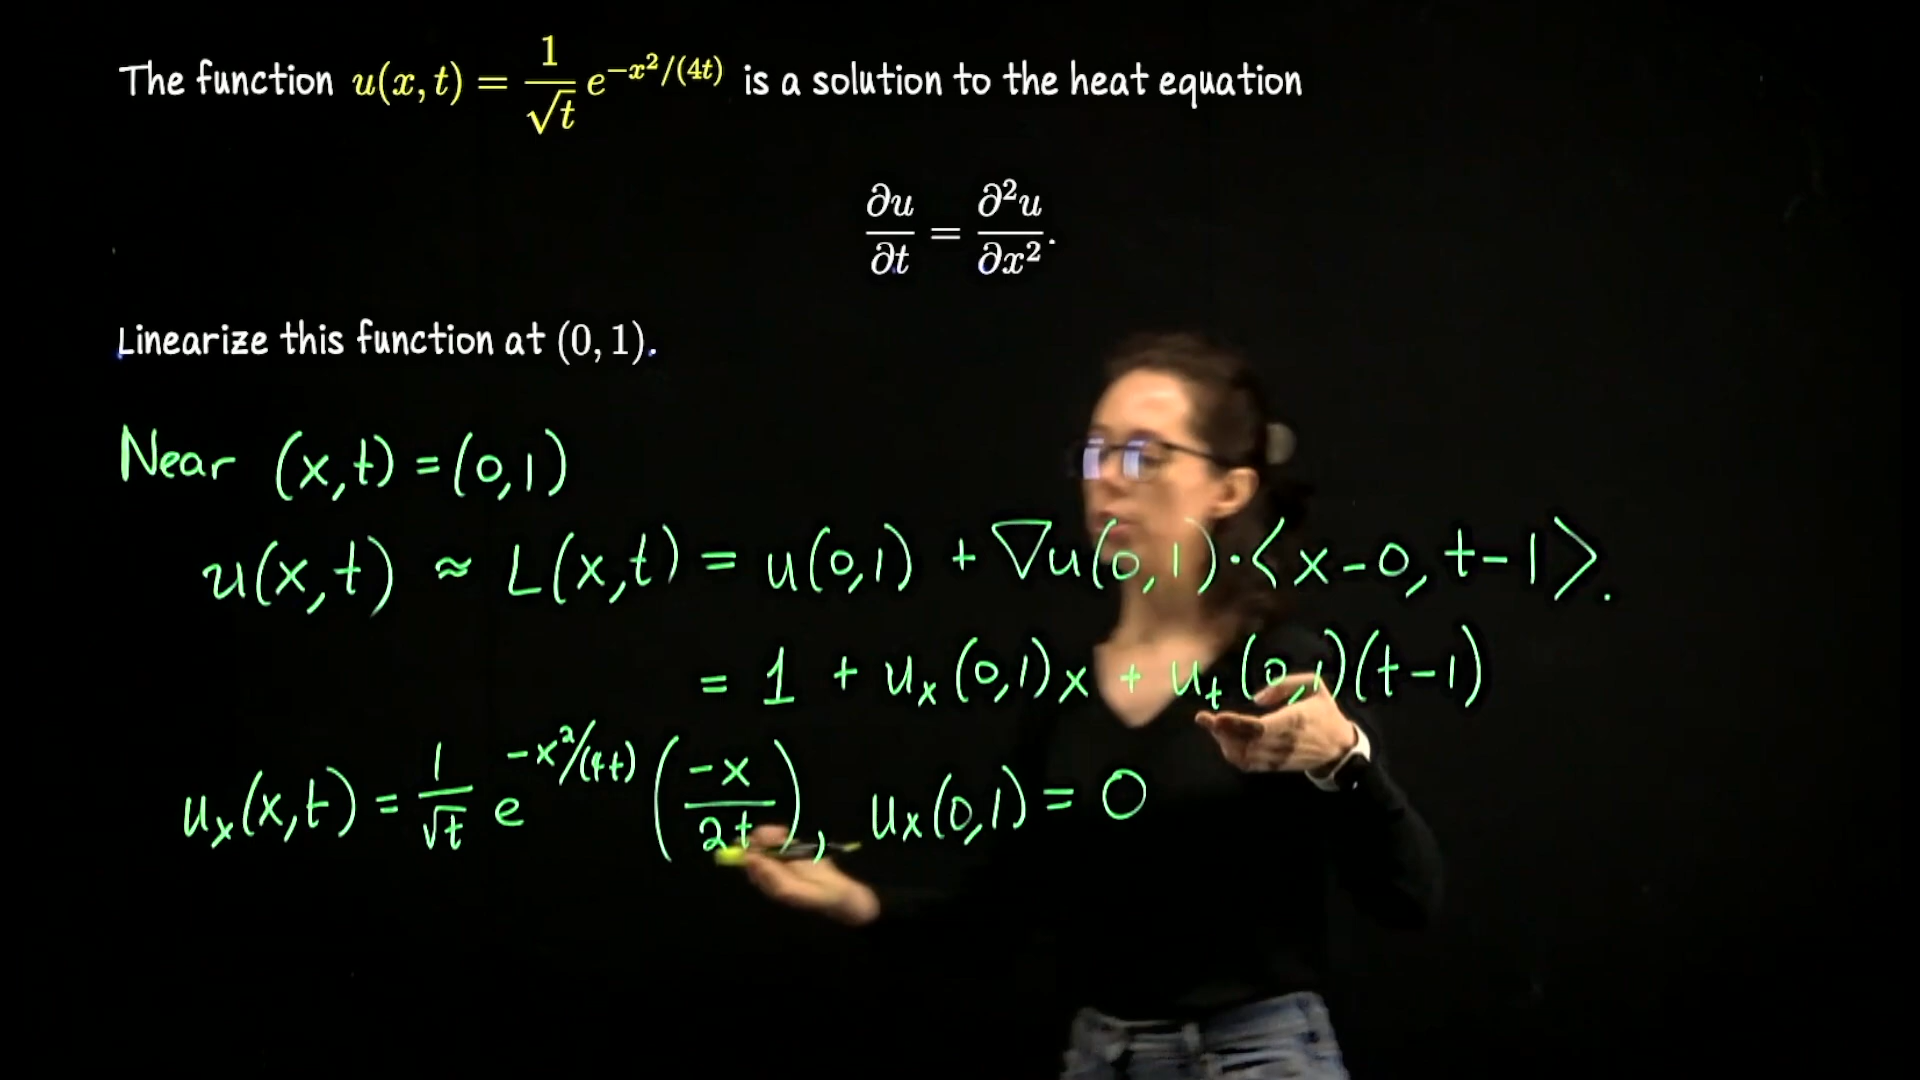 The function u(x, t) = 1/√t e^{-x²/(4t)} is a solution to the heat equation
∂u/∂t = ∂²u/∂x².
Linearize this function at (0, 1).
Near (x,t) = (0,1)
u(x,t) ≈ L(x,t) = u(0,1) + ∇u(0,1)·⟨x-0, t-1⟩.
= 1 + u_x(0,1)x + u_t(0,1)(t-1)
u_x(x,t) = 1/√t e^{-x²/(4t)} (-x/2t), u_x(0,1) = 0